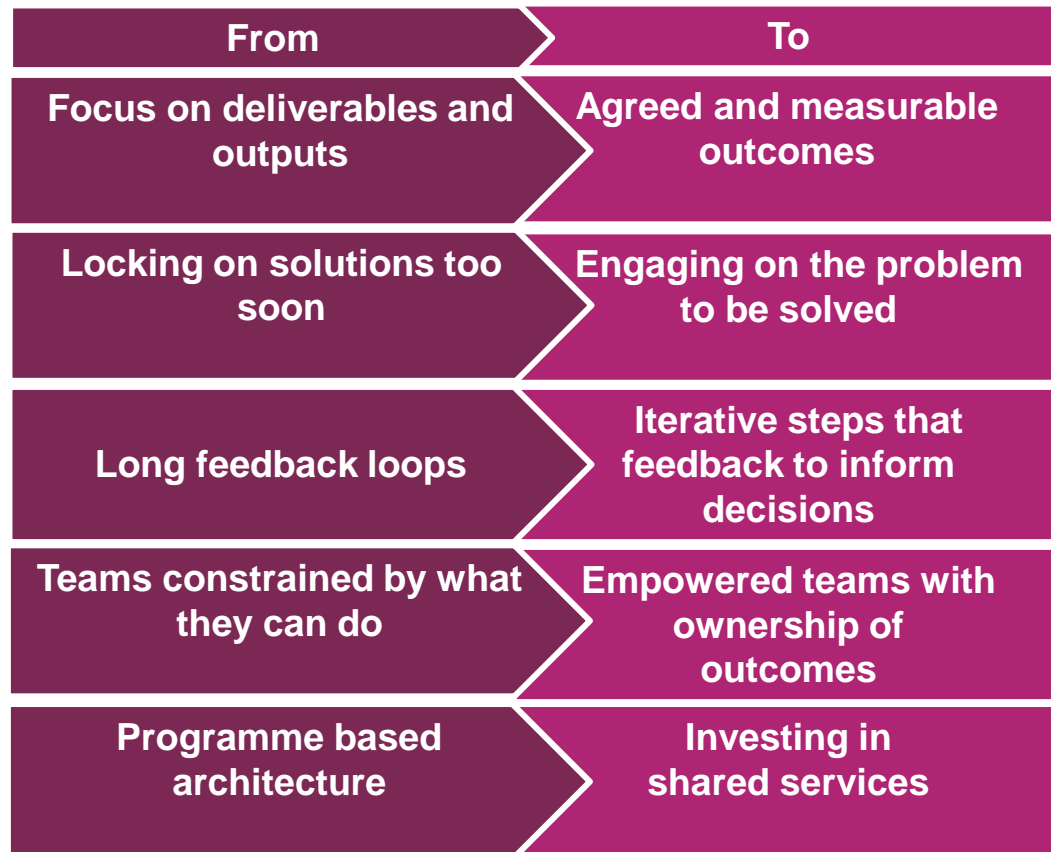 From
To
Focus on deliverables and
outputs
Agreed and measurable
outcomes
Locking on solutions too
soon
Engaging on the problem
to be solved
Long feedback loops
Iterative steps that
feedback to inform
decisions
Teams constrained by what
they can do
Empowered teams with
ownership of
outcomes
Programme based
architecture
Investing in
shared services